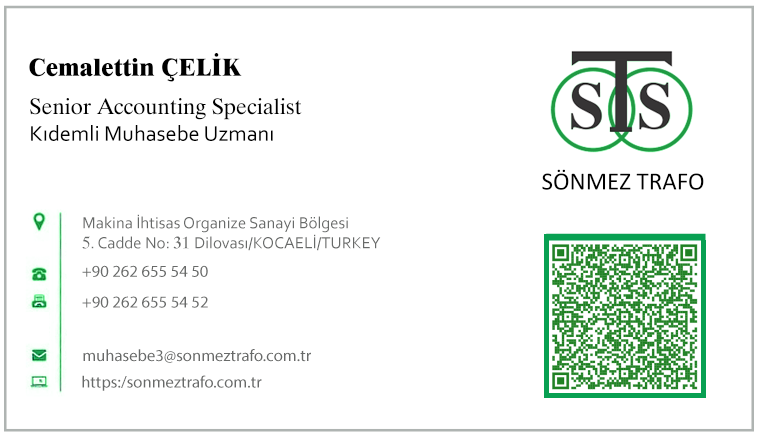 Cemalettin ÇELİK
Senior Accounting Specialist
Kıdemli Muhasebe Uzmanı
STS
SÖNMEZ TRAFO
Makina İhtisas Organize Sanayi Bölgesi
5. Cadde No: 31 Dilovası/KOCAELİ/TURKEY
+90 262 655 54 50
+90 262 655 54 52
muhasebe3@sonmeztrafo.com.tr
https:/sonmeztrafo.com.tr